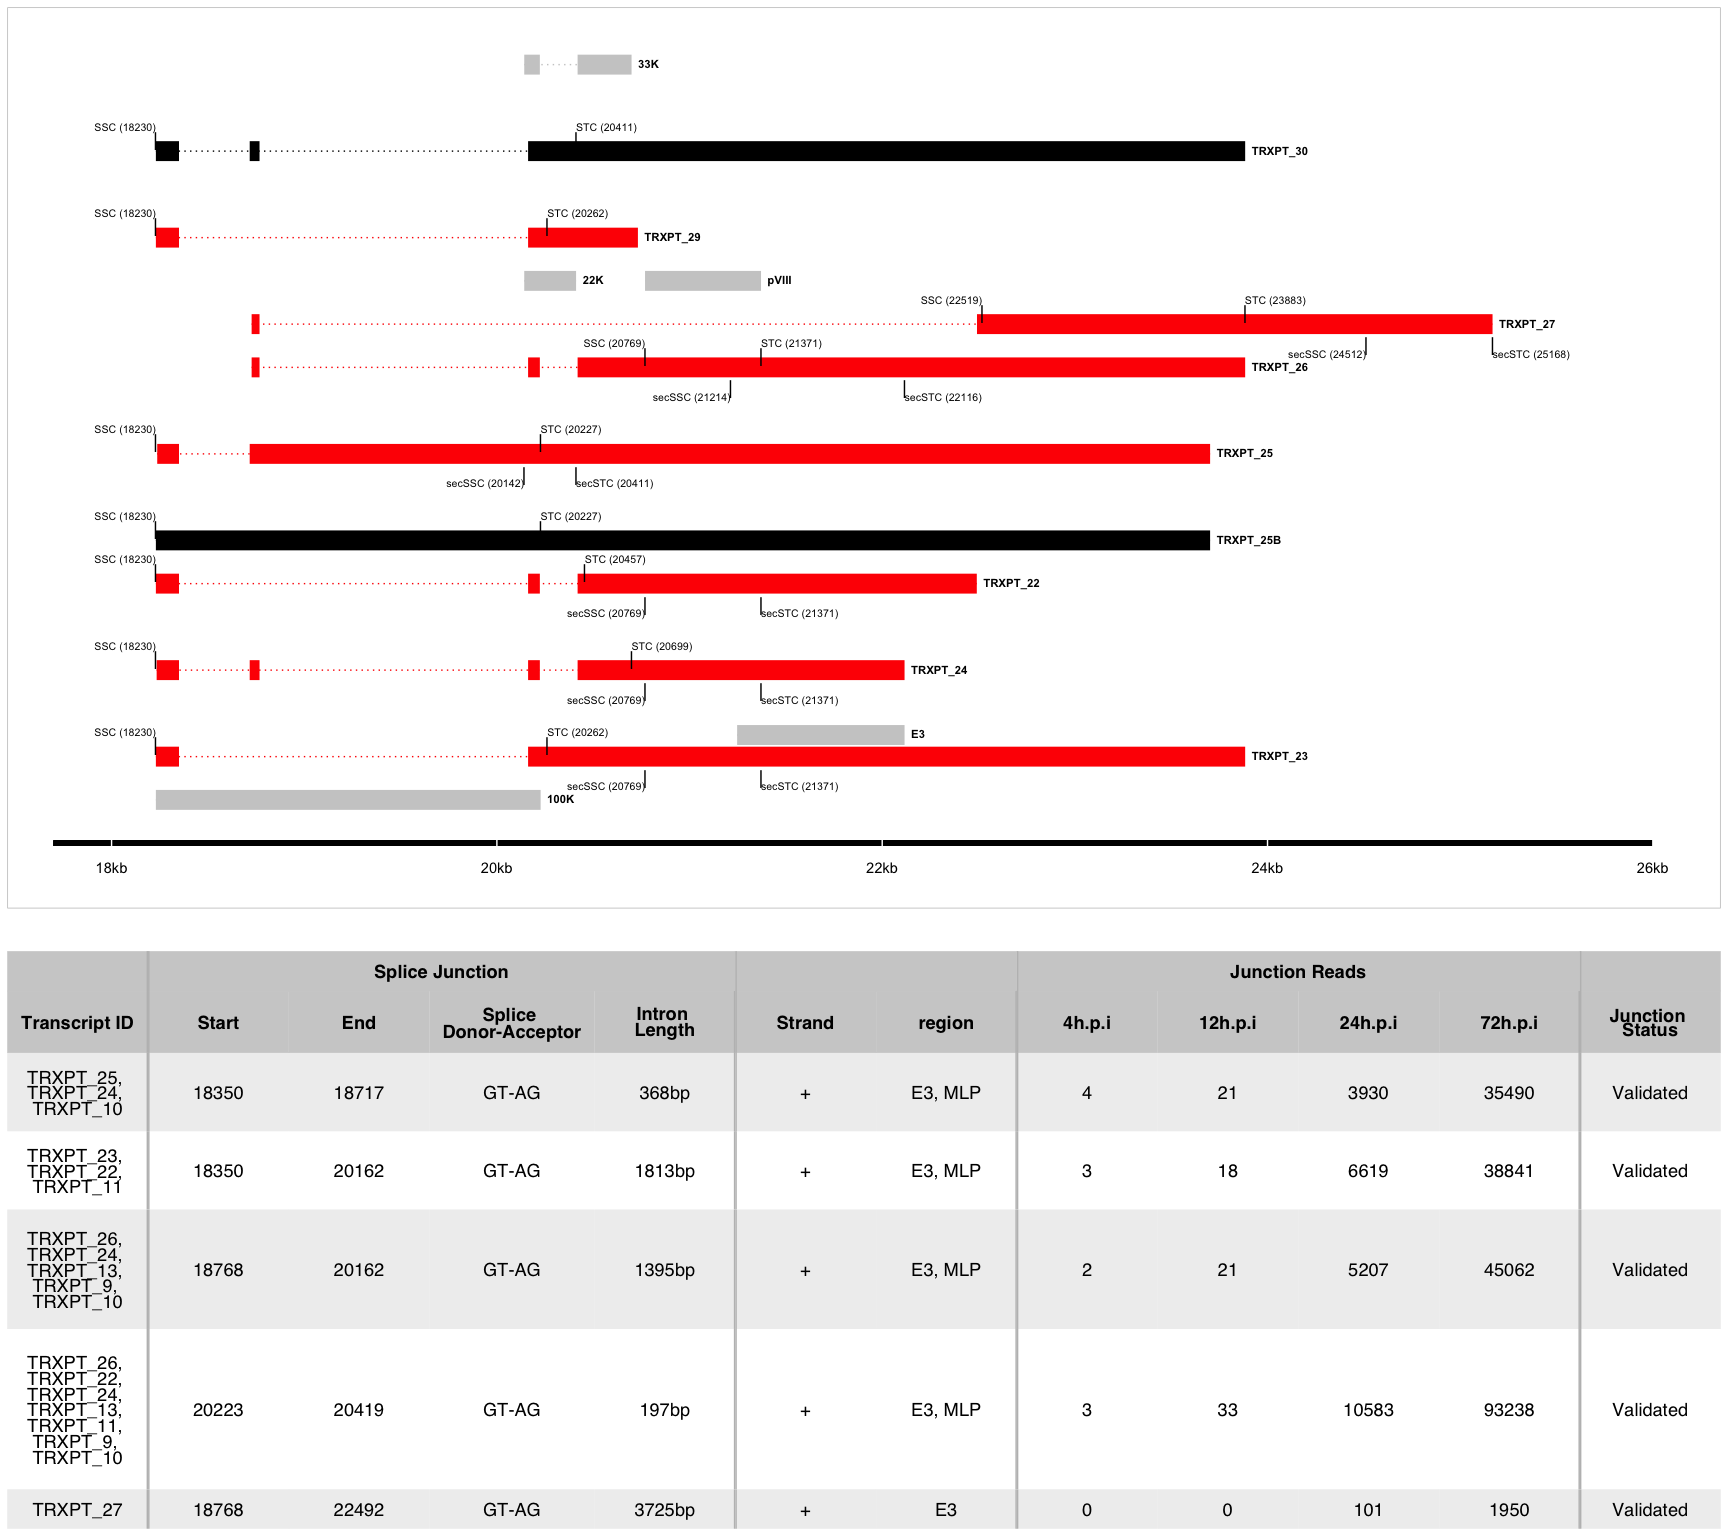 33K
SSC (18230) STC (20411)
TRXPT_30
SSC (18230) STC (20262)
TRXPT_29
22K pVIII
SSC (22519) STC (23883)
TRXPT_27
SSC (20769) STC (21371) secSSC (24512) secSTC (25168)
TRXPT_26
secSSC (21214) secSTC (22116)
SSC (18230) STC (20227)
TRXPT_25
secSSC (20142) secSTC (20411)
SSC (18230) STC (20227)
TRXPT_25B
SSC (18230) STC (20457)
TRXPT_22
secSSC (20769) secSTC (21371)
SSC (18230) STC (20699)
TRXPT_24
secSSC (20769) secSTC (21371)
SSC (18230) STC (20262) E3
TRXPT_23
secSSC (20769) secSTC (21371)
100K
18kb 20kb 22kb 24kb 26kb
Splice Junction Junction Reads
Transcript ID Start End Splice Donor-Acceptor Intron Length Strand region 4h.p.i 12h.p.i 24h.p.i 72h.p.i Junction Status
TRXPT_25,
TRXPT_24,
TRXPT_10
18350 18717 GT-AG 368bp + E3, MLP 4 21 3930 35490 Validated
TRXPT_23,
TRXPT_22,
TRXPT_11
18350 20162 GT-AG 1813bp + E3, MLP 3 18 6619 38841 Validated
TRXPT_26,
TRXPT_24,
TRXPT_13,
TRXPT_9,
TRXPT_10
18768 20162 GT-AG 1395bp + E3, MLP 2 21 5207 45062 Validated
TRXPT_26,
TRXPT_22,
TRXPT_24,
TRXPT_13,
TRXPT_11,
TRXPT_9,
TRXPT_10
20223 20419 GT-AG 197bp + E3, MLP 3 33 10583 93238 Validated
TRXPT_27 18768 22492 GT-AG 3725bp + E3 0 0 101 1950 Validated